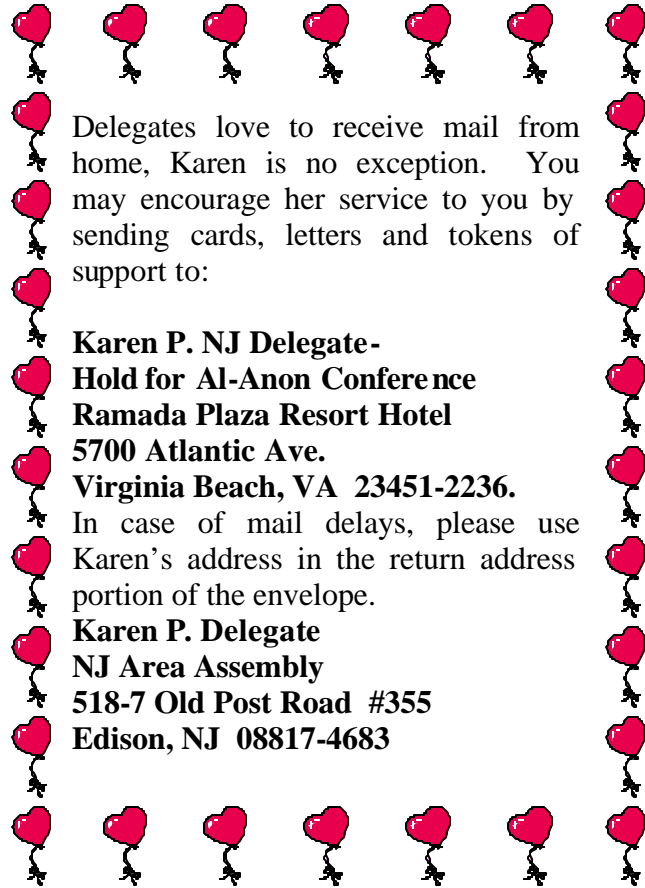 Delegates love to receive mail from
home, Karen is no exception. You
may encourage her service to you by
sending cards, letters and tokens of
support to:
Karen P. NJ Delegate-
Hold for Al-Anon Conference
Ramada Plaza Resort Hotel
5700 Atlantic Ave.
Virginia Beach, VA 23451-2236.
In case of mail delays, please use
Karen’s address in the return address
portion of the envelope.
Karen P. Delegate
NJ Area Assembly
518-7 Old Post Road #355
Edison, NJ 08817-4683